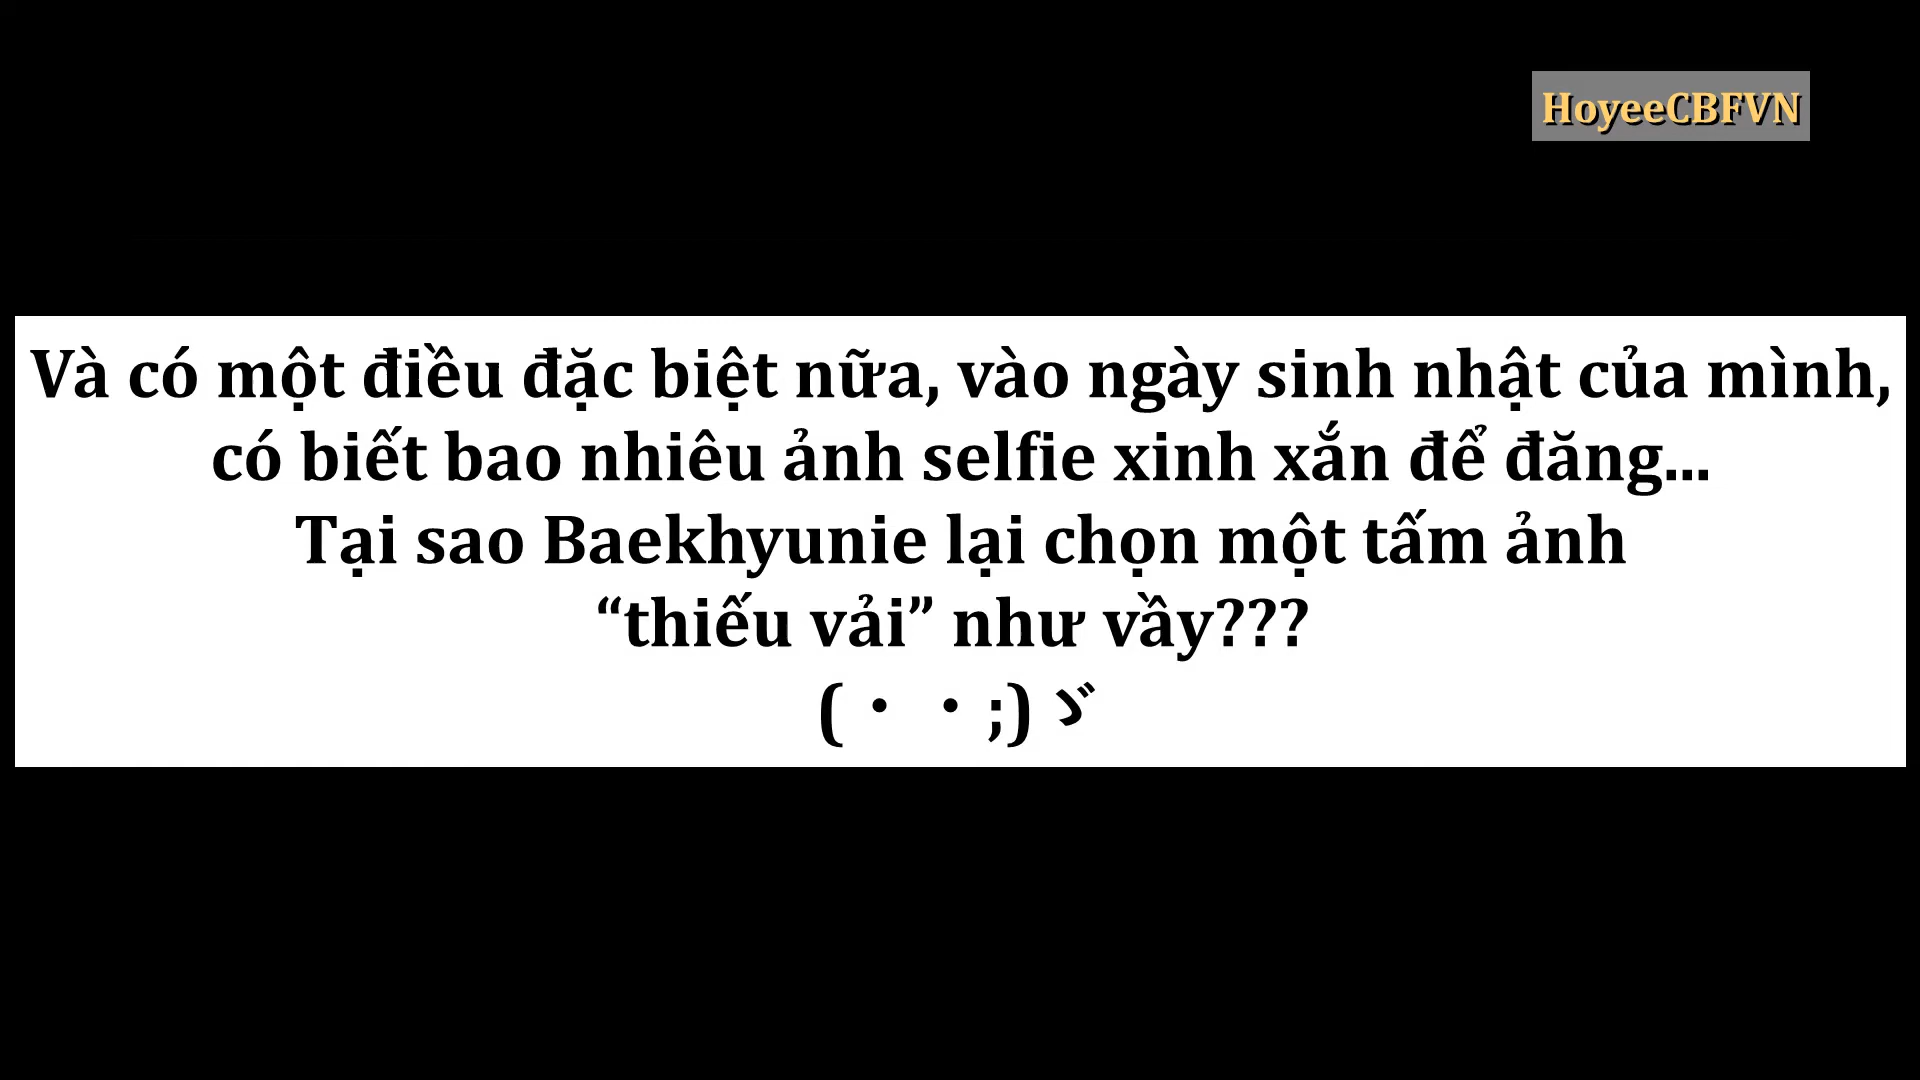 HoyeeCBFVN
Và có một điều đặc biệt nữa, vào ngày sinh nhật của mình,
có biết bao nhiêu ảnh selfie xinh xắn để đăng...
Tại sao Baekhyunie lại chọn một tấm ảnh
“thiếu vải” như vầy???
(・ ・;)ゞ